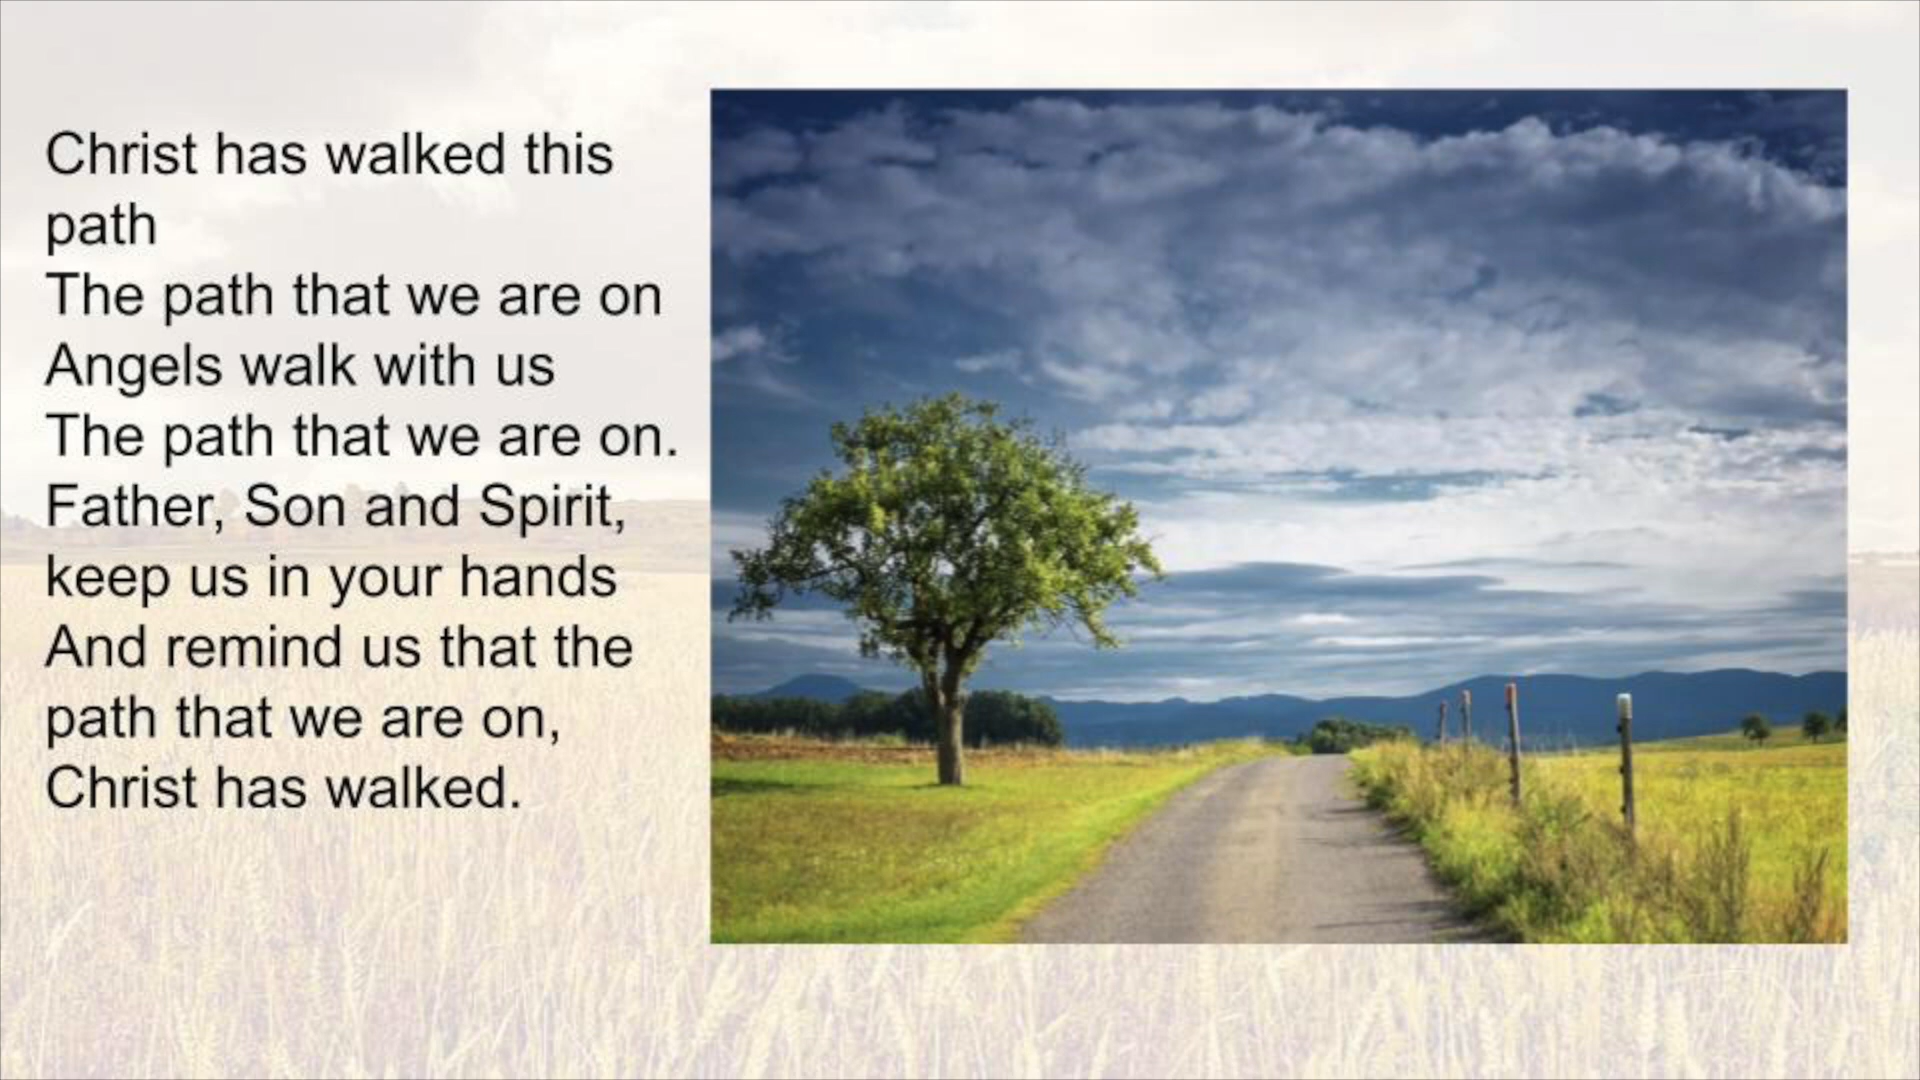 Christ has walked this
path
The path that we are on
Angels walk with us
The path that we are on.
Father, Son and Spirit,
keep us in your hands
And remind us that the
path that we are on,
Christ has walked.